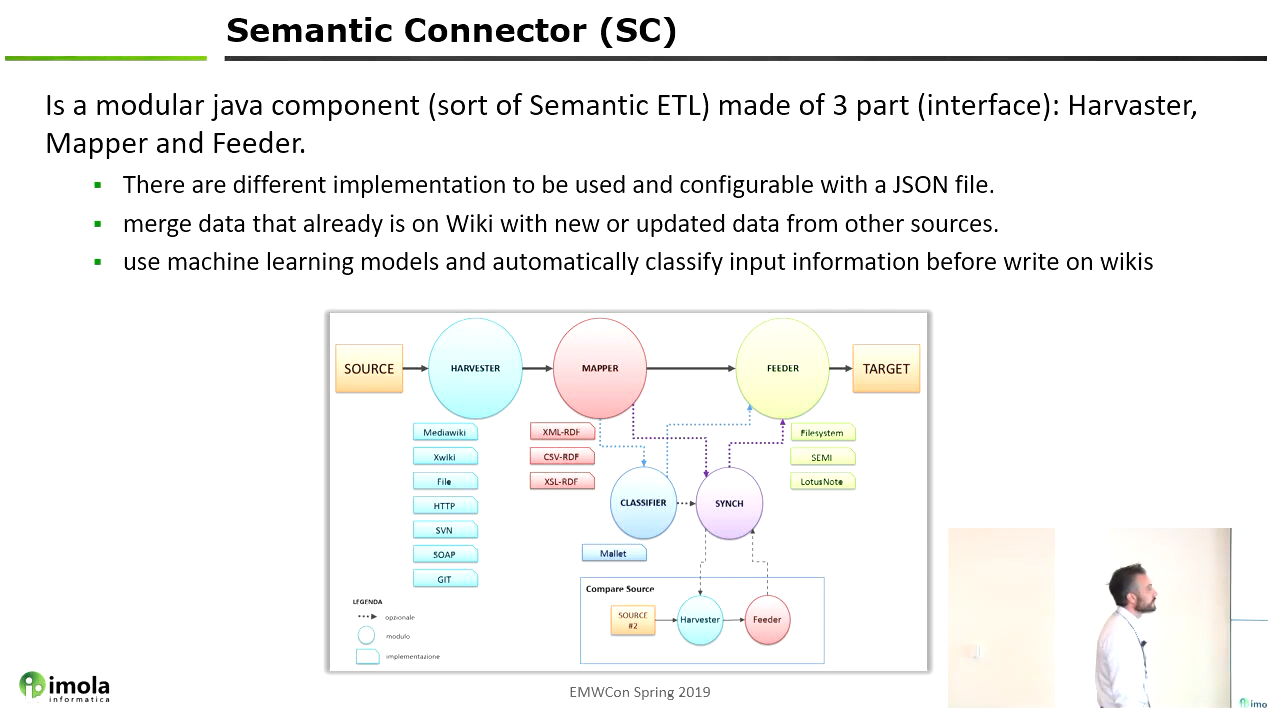 Semantic Connector (SC)
Is a modular java component (sort of Semantic ETL) made of 3 part (interface): Harvaster,
Mapper and Feeder.
There are different implementation to be used and configurable with a JSON file.
merge data that already is on Wiki with new or updated data from other sources.
use machine learning models and automatically classify input information before write on wikis
SOURCE
HARVESTER
MAPPER
FEEDER
TARGET
Mediawiki
Xwiki
File
HTTP
SVN
SOAP
GIT
XML-RDF
CSV-RDF
XSL-RDF
Filesystem
SEMI
LotusNote
CLASSIFIER
SYNCH
Mallet
Compare Source
SOURCE
#2
Harvester
Feeder
LEGENDA
opzionale
modulo
implementazione
imola
informatica
EMWCon Spring 2019
imo